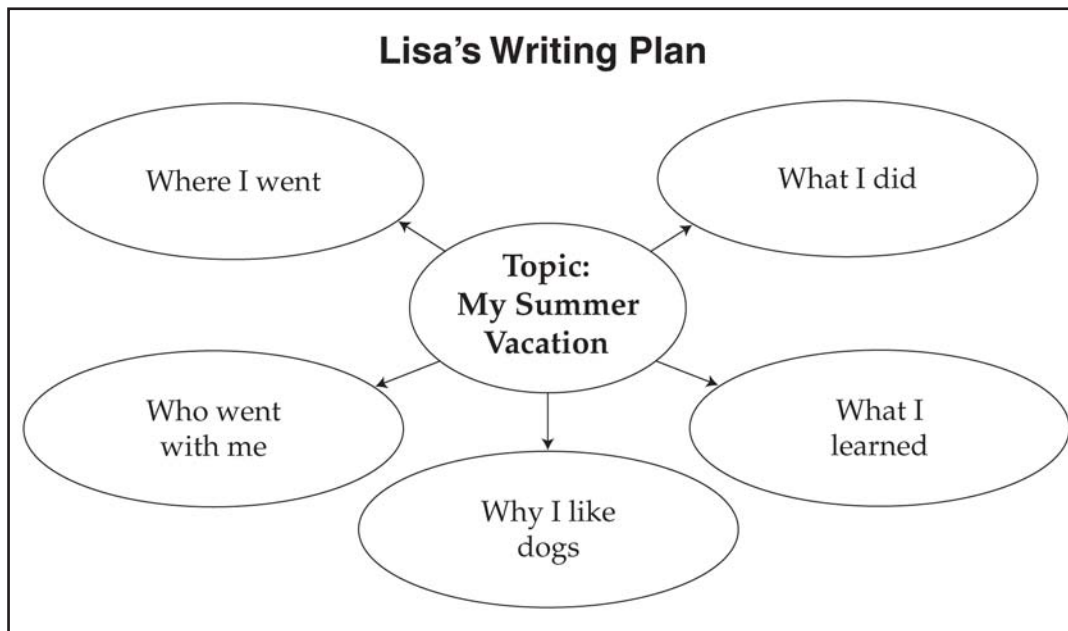 Lisa’s Writing Plan
Where I went
What I did
Topic:
My Summer
Vacation
Who went
with me
What I
learned
Why I like
dogs